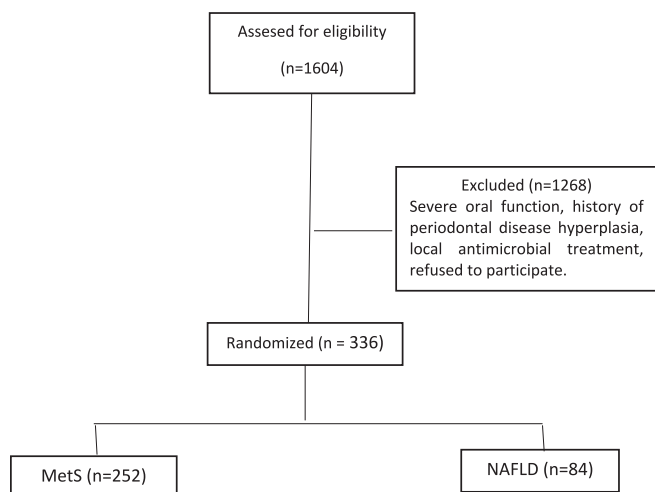 Assesed for eligibility
(n=1604)
Excluded (n=1268)
Severe oral function, history of
periodontal disease hyperplasia,
local antimicrobial treatment,
refused to participate.
Randomized (n = 336)
MetS (n=252)
NAFLD (n=84)